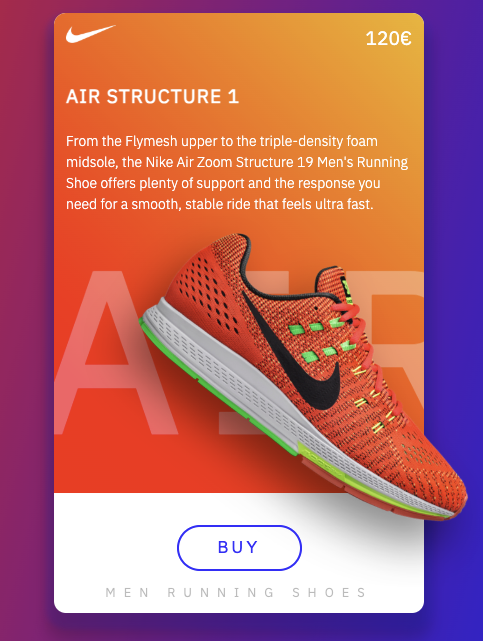 120€
AIR STRUCTURE 1
From the Flymesh upper to the triple-density foam
midsole, the Nike Air Zoom Structure 19 Men's Running
Shoe offers plenty of support and the response you
need for a smooth, stable ride that feels ultra fast.
AIR
BUY
MEN RUNNING SHOES